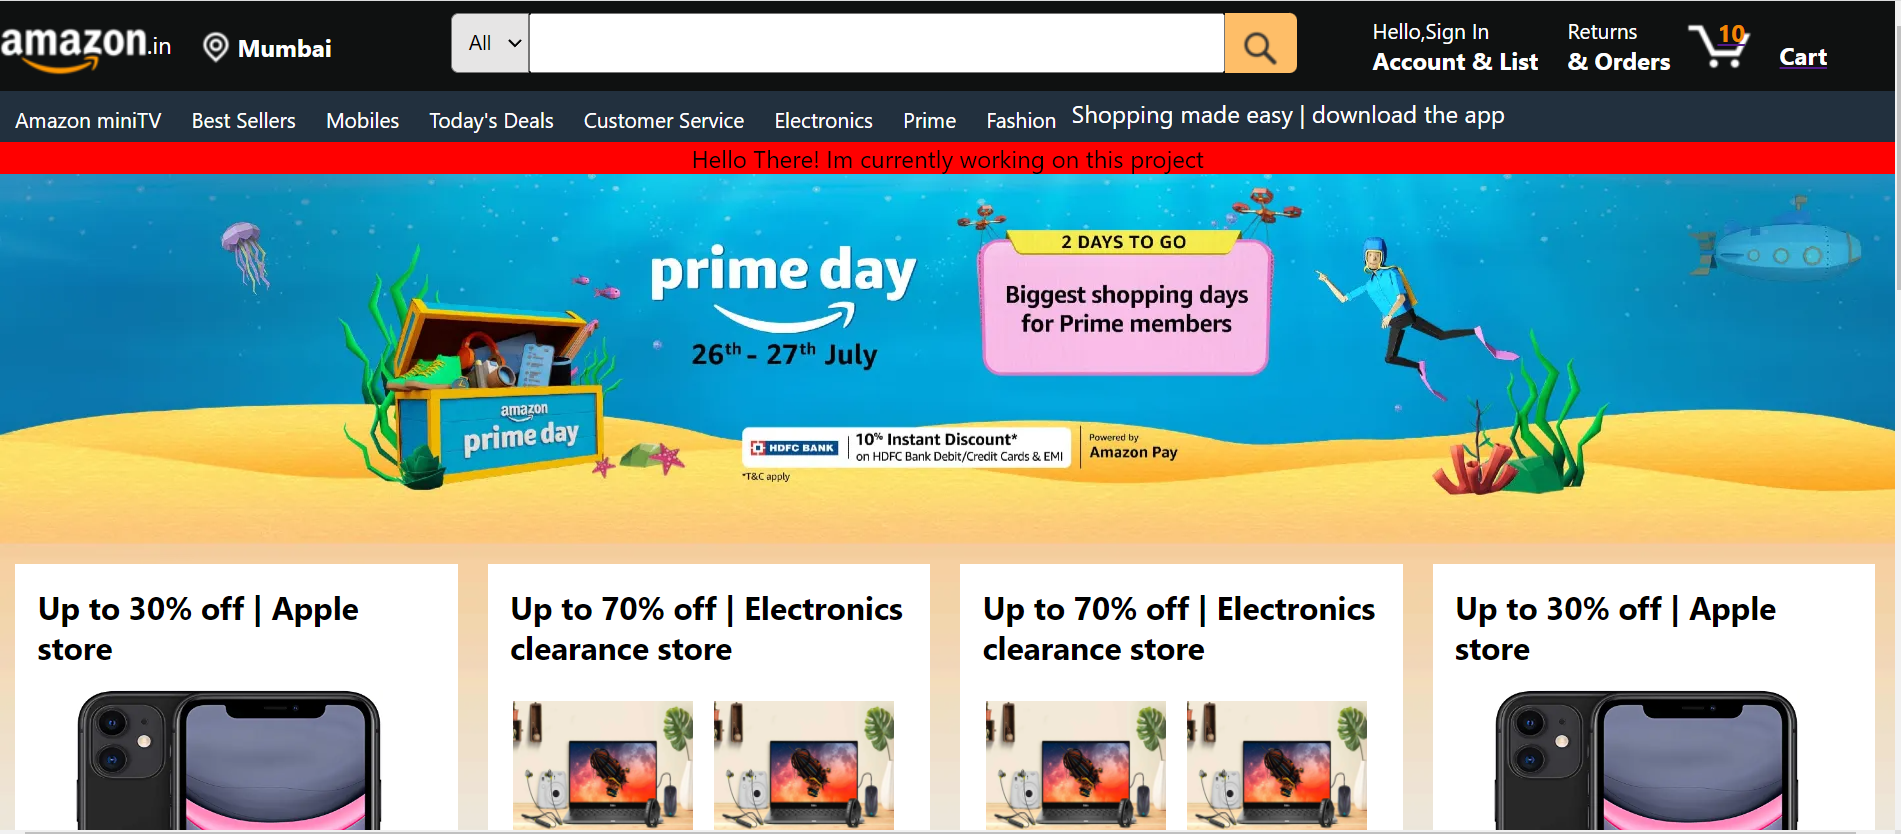 amazon.in
Mumbai
All
Hello,Sign In
Account & List
Returns
& Orders
10
Cart
Amazon miniTV Best Sellers Mobiles Today's Deals Customer Service Electronics Prime Fashion Shopping made easy | download the app
Hello There! Im currently working on this project
prime day
26th - 27th July
2 DAYS TO GO
Biggest shopping days
for Prime members
amazon
prime day
HDFC BANK
10% Instant Discount*
on HDFC Bank Debit/Credit Cards & EMI
*T&C apply
Powered by
Amazon Pay
Up to 30% off | Apple
store
Up to 70% off | Electronics
clearance store
Up to 70% off | Electronics
clearance store
Up to 30% off | Apple
store